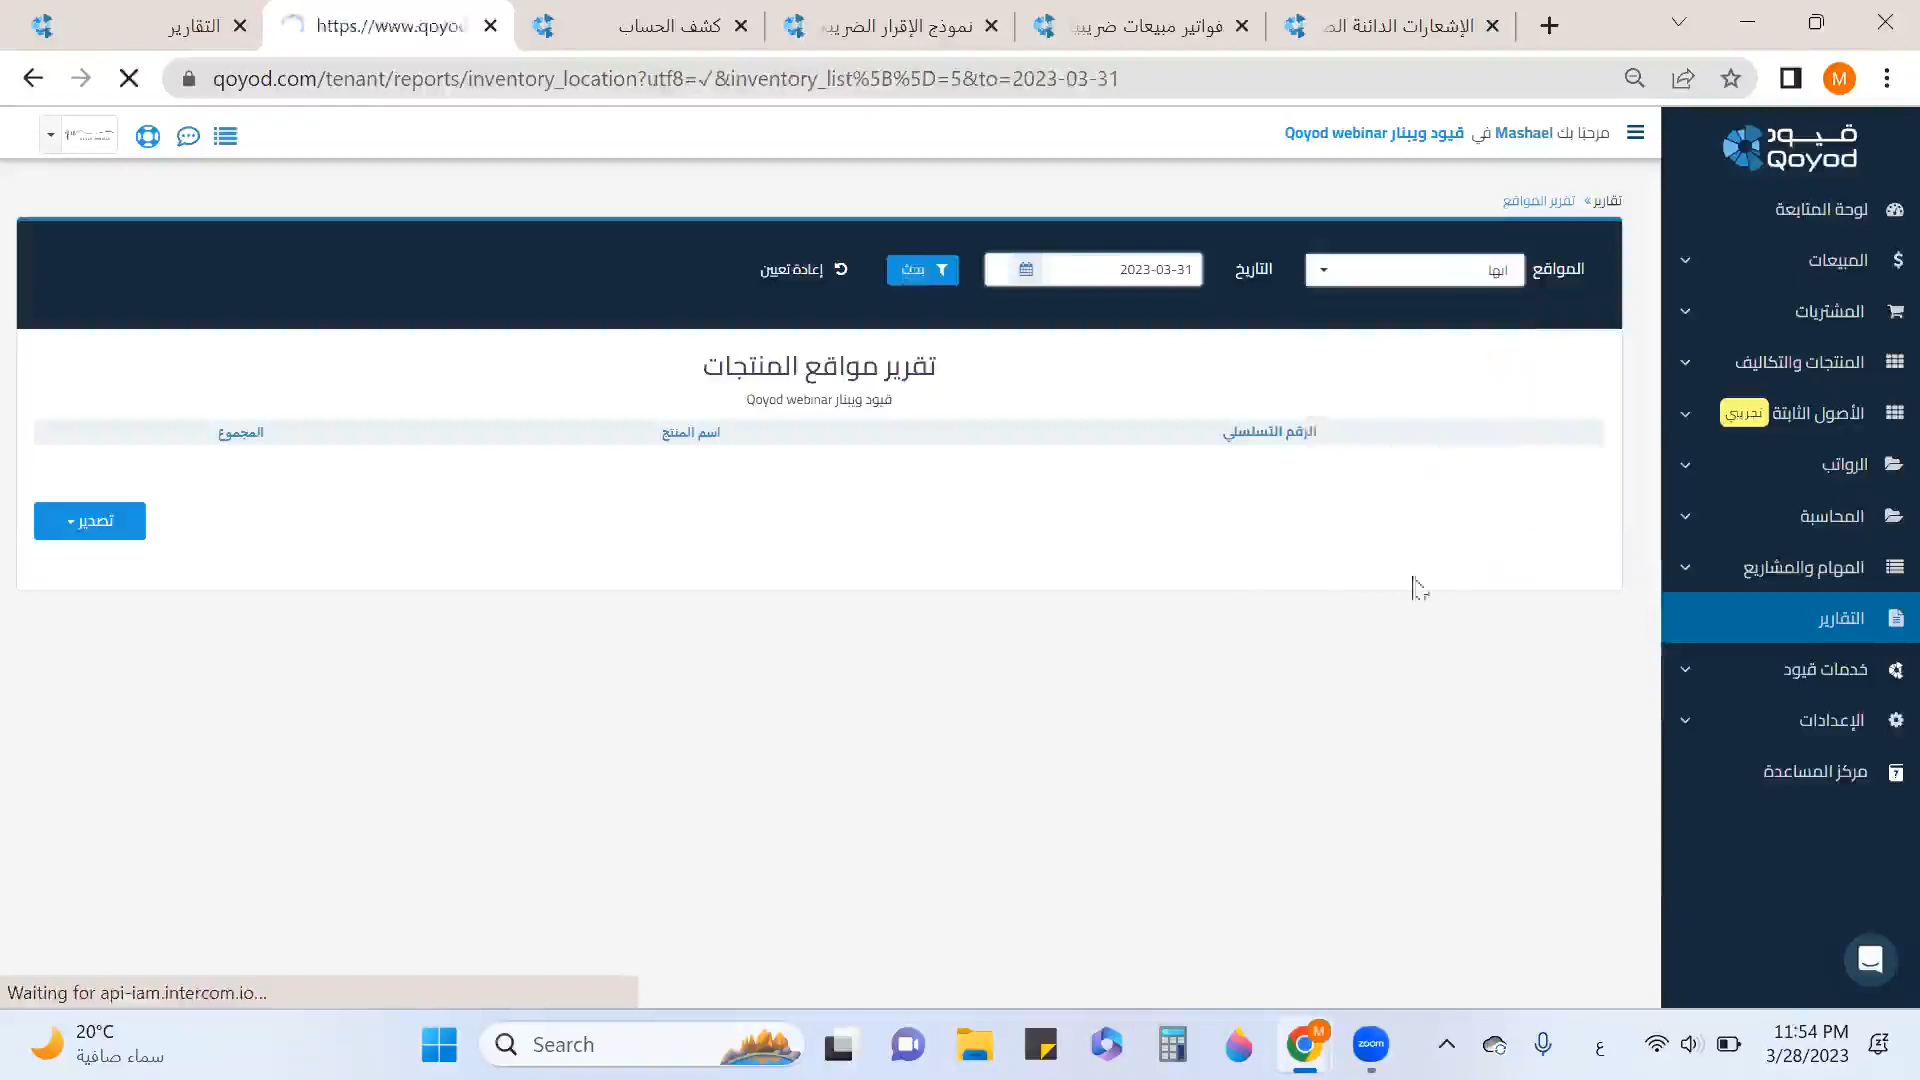 التقارير
https://www.qoyod
كشف الحساب
نموذج الإقرار الضريبي
فواتير مبيعات ضريبي
الإشعارات الدائنة الض
qoyod.com/tenant/reports/inventory_location?utf8=✓&inventory_list%5B%5D=5&to=2023-03-31
M
مرحبًا بك Mashael في قيود ويبنار Qoyod webinar
قيود
Qoyod
تقارير » تقرير المواقع
المواقع
ابها
التاريخ
2023-03-31
بحث
إعادة تعيين
تقرير مواقع المنتجات
قيود ويبنار Qoyod webinar
الرقم التسلسلي
اسم المنتج
المجموع
تصدير
لوحة المتابعة
المبيعات
المشتريات
المنتجات والتكاليف
الأصول الثابتة تجريبي
الرواتب
المحاسبة
المهام والمشاريع
التقارير
خدمات قيود
الإعدادات
مركز المساعدة
Waiting for api-iam.intercom.io...
20°C
سماء صافية
Search
M
zoom
ع
11:54 PM
3/28/2023